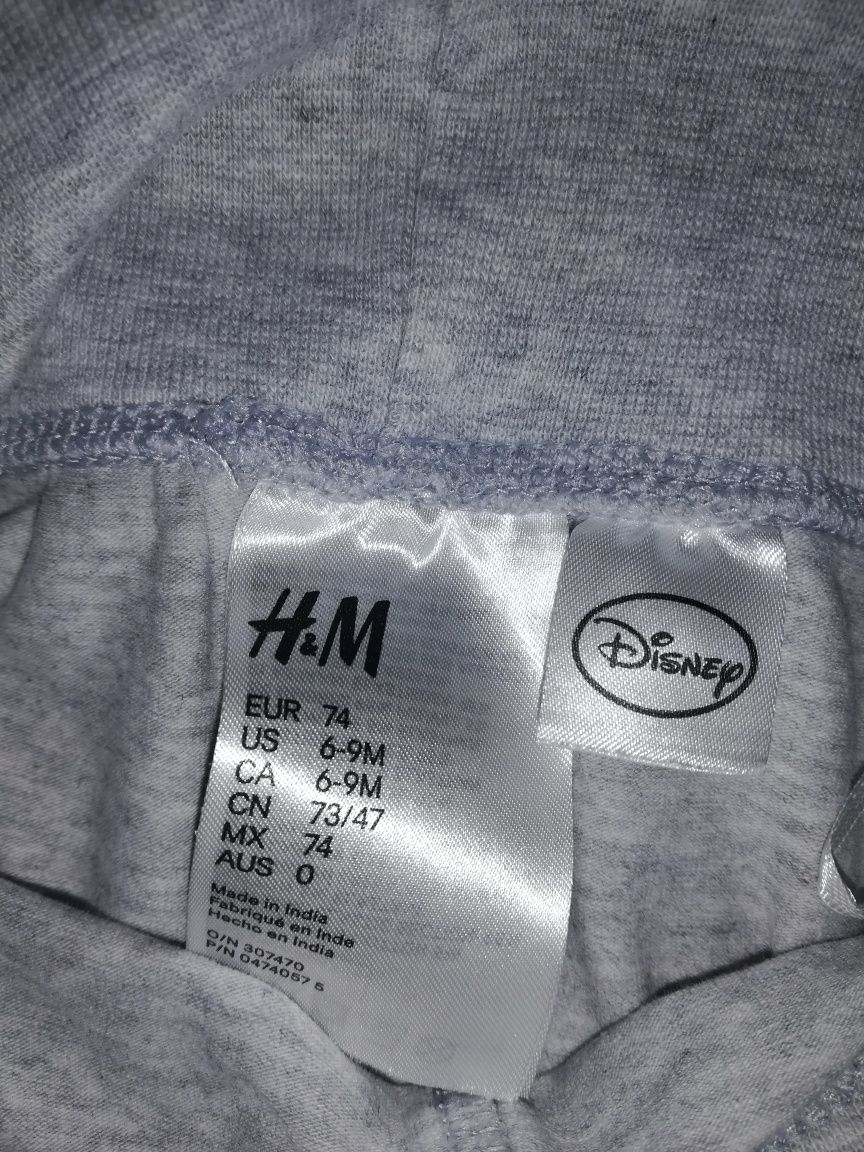 H&M
EUR 74
US 6-9M
CA 6-9M
CN 73/47
MX 74
AUS 0
Made in India
Fabriqué en Inde
Hecho en India
O/N 307470
P/N 0474057 5
Disney